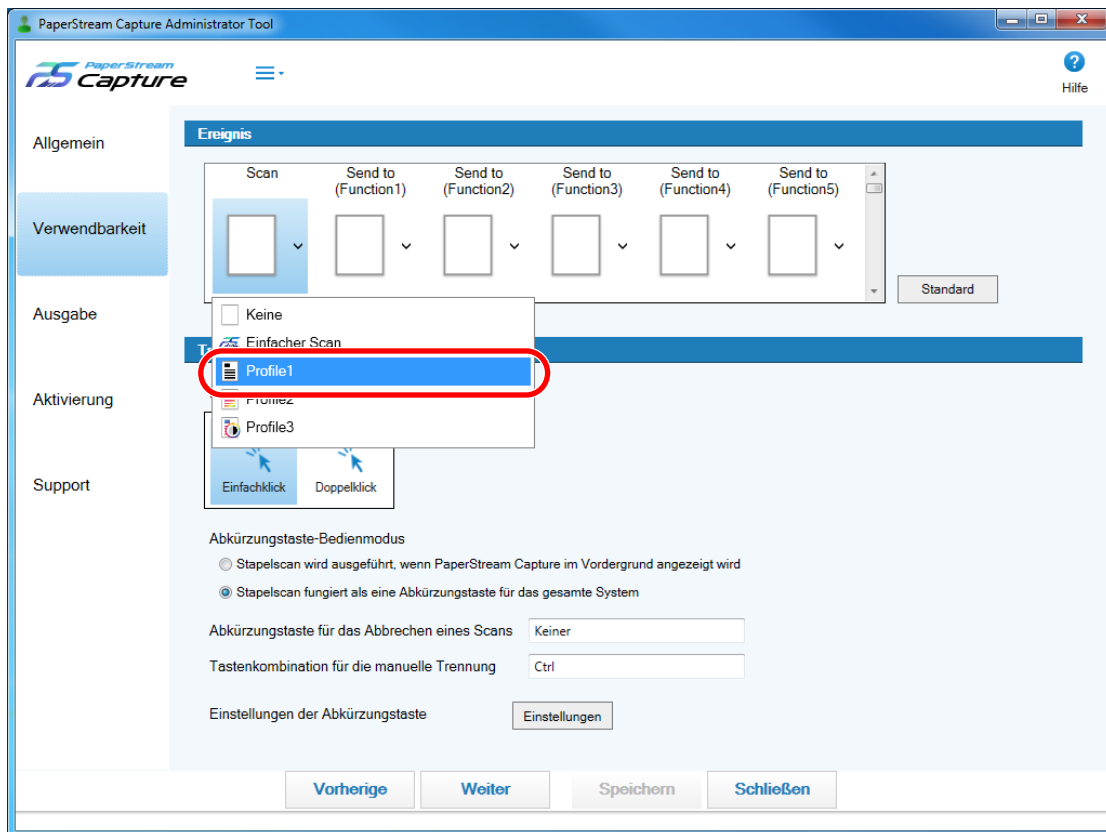 PaperStream Capture Administrator Tool
PaperStream
Capture
Hilfe
Allgemein
Verwendbarkeit
Ausgabe
Aktivierung
Support
Ereignis
Scan
Send to
(Function1)
Send to
(Function2)
Send to
(Function3)
Send to
(Function4)
Send to
(Function5)
Standard
Keine
Einfacher Scan
Profile1
Profile2
Profile3
Einfachklick
Doppelklick
Abkürzungstaste-Bedienmodus
Stapelscan wird ausgeführt, wenn PaperStream Capture im Vordergrund angezeigt wird
Stapelscan fungiert als eine Abkürzungstaste für das gesamte System
Abkürzungstaste für das Abbrechen eines Scans Keiner
Tastenkombination für die manuelle Trennung Ctrl
Einstellungen der Abkürzungstaste Einstellungen
Vorherige Weiter Speichern Schließen